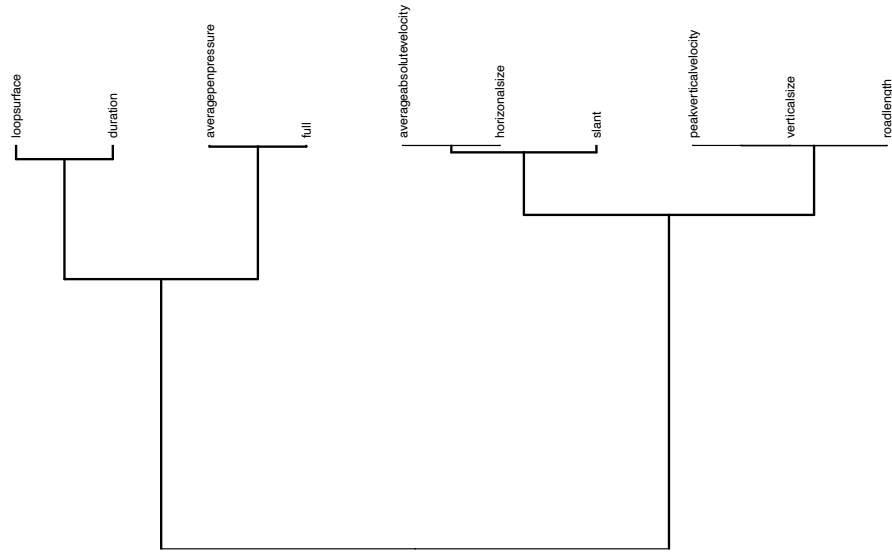 loopsurface
duration
averagepenpressure
full
averageabsolutevelocity
horizonalsize
slant
peakverticalvelocity
verticalsize
roadlength